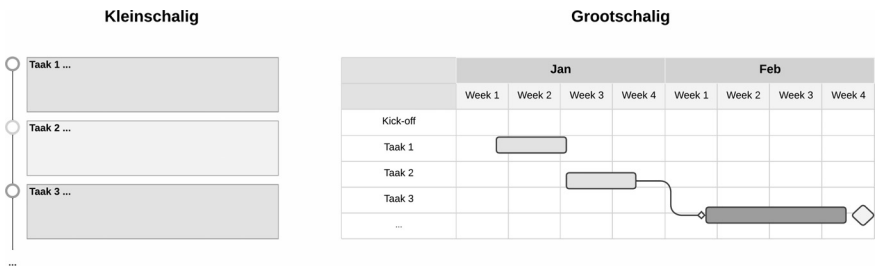 Kleinschalig
Taak 1 ...
Taak 2 ...
Taak 3 ...
...
Grootschalig
Jan Feb
Week 1 Week 2 Week 3 Week 4 Week 1 Week 2 Week 3 Week 4
Kick-off
Taak 1
Taak 2
Taak 3
...